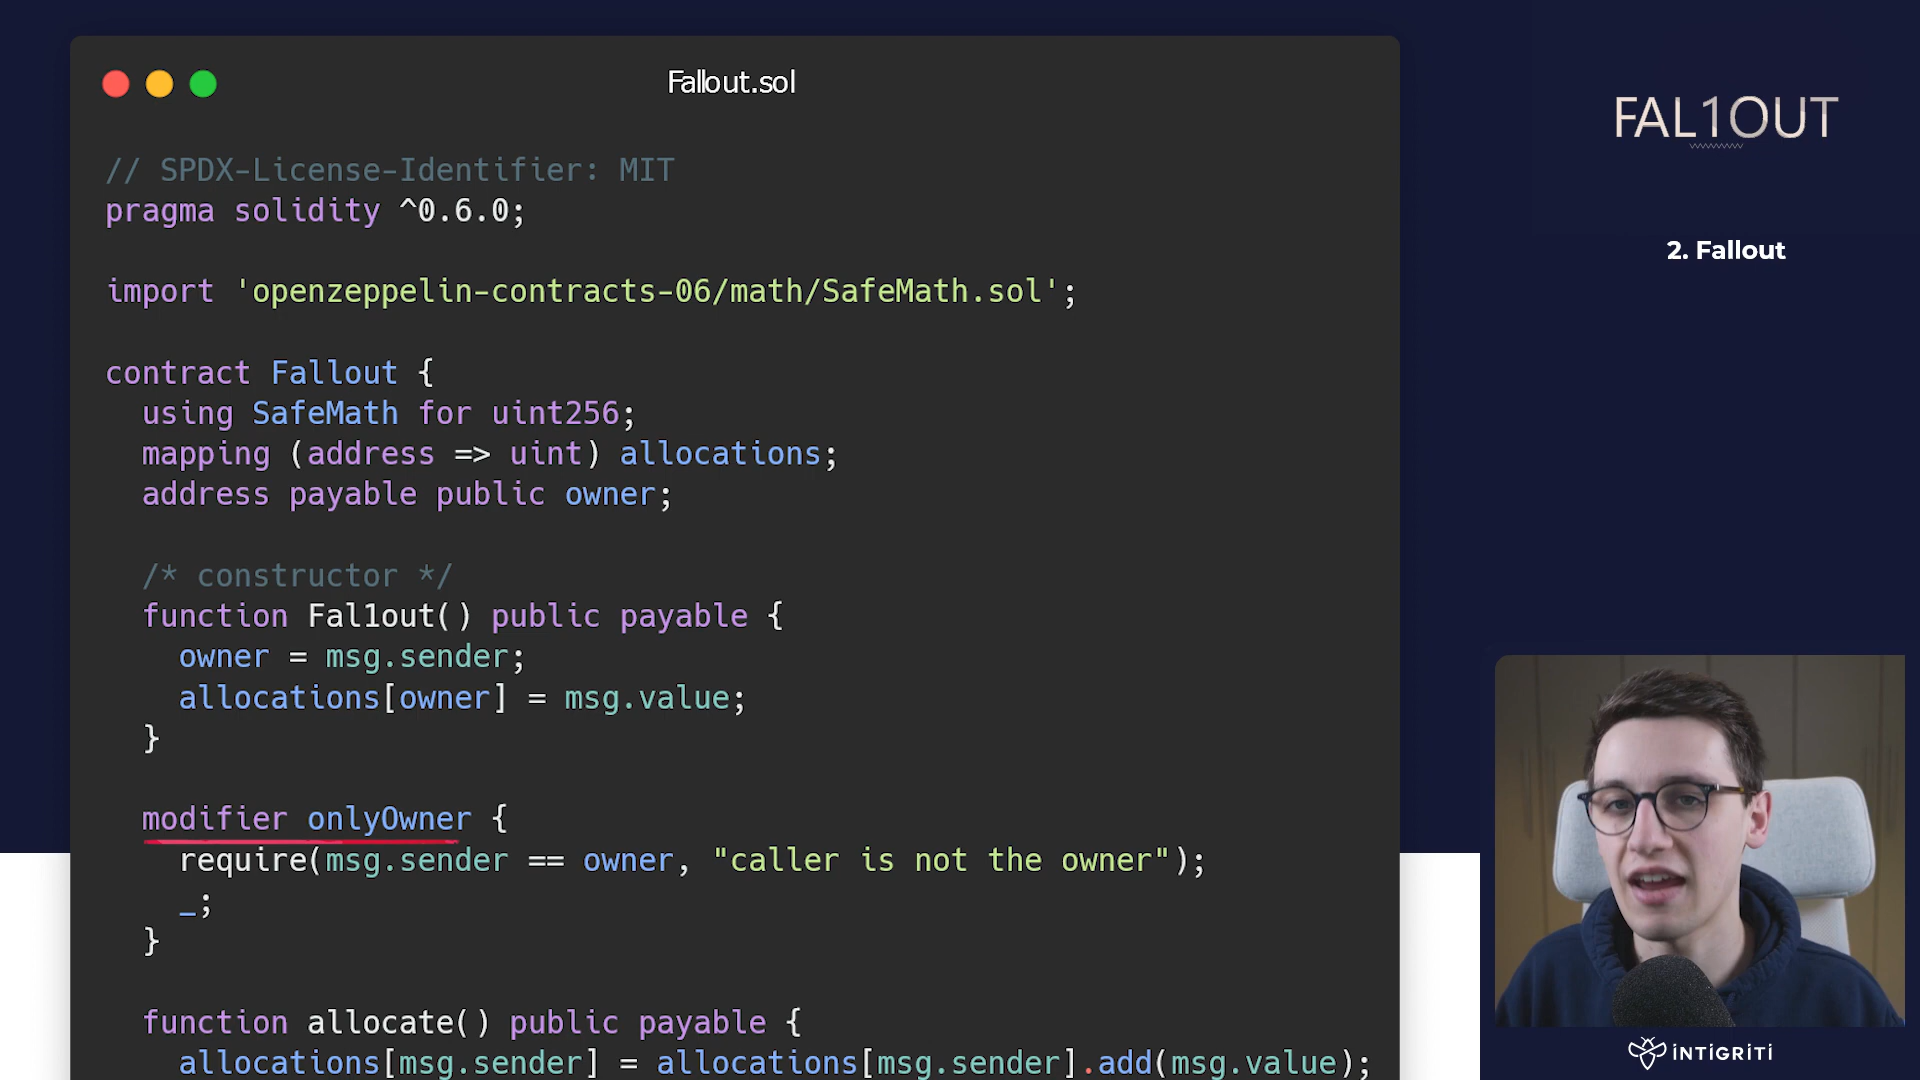 Fallout.sol
// SPDX-License-Identifier: MIT
pragma solidity ^0.6.0;
import 'openzeppelin-contracts-06/math/SafeMath.sol';
contract Fallout {
using SafeMath for uint256;
mapping (address => uint) allocations;
address payable public owner;
/* constructor */
function Fal1out() public payable {
owner = msg.sender;
allocations[owner] = msg.value;
}
modifier onlyOwner {
require(msg.sender == owner, "caller is not the owner");
_;
}
function allocate() public payable {
allocations[msg.sender] = allocations[msg.sender].add(msg.value);
FAL1OUT
2. Fallout
INTIGRITI